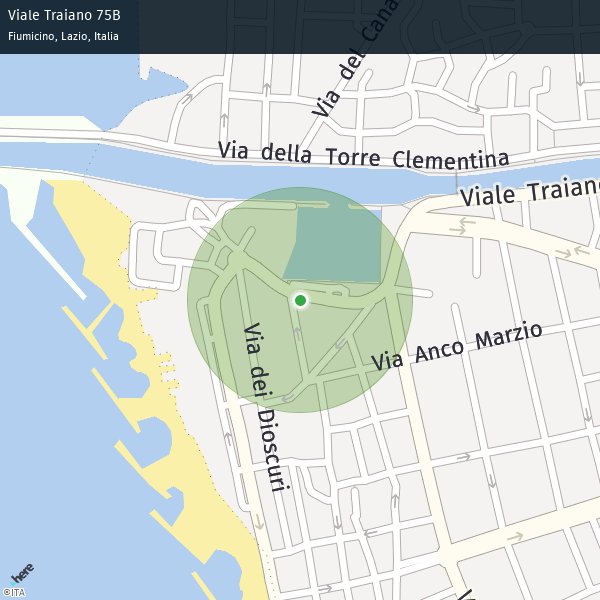 Viale Traiano 75B
Fiumicino, Lazio, Italia
Via del Cana
Via della Torre Clementina
Viale Traiano
Via Anco Marzio
Via dei Dioscuri
V
here
©ITA